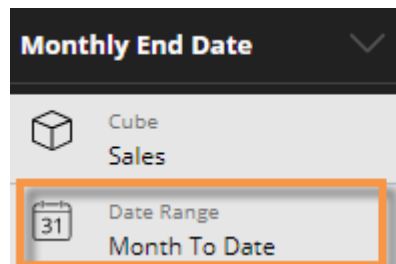 Monthly End Date
Cube
Sales
31
Date Range
Month To Date